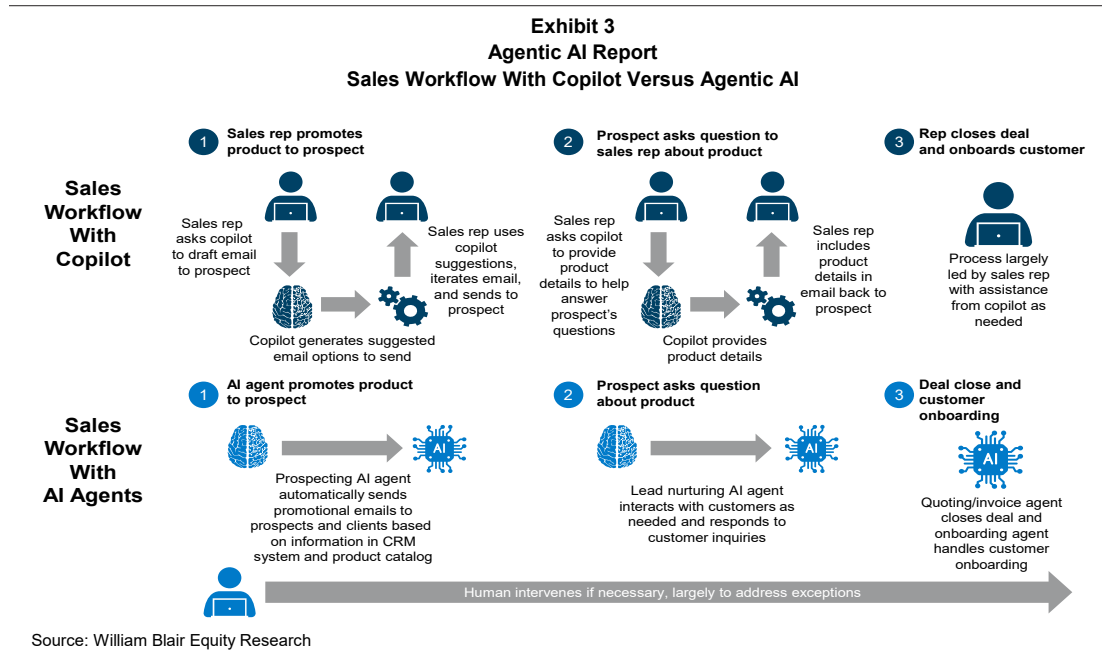 Exhibit 3
Agentic AI Report
Sales Workflow With Copilot Versus Agentic AI
Sales
Workflow
With
Copilot
1
Sales rep promotes
product to prospect
Sales rep
asks copilot
to draft email
to prospect
Sales rep uses
copilot
suggestions,
iterates email,
and sends to
prospect
Copilot generates suggested
email options to send
2
Prospect asks question to
sales rep about product
Sales rep
asks copilot
to provide
product
details to help
answer
prospect's
questions
Sales rep
includes
product
details in
email back to
prospect
Copilot provides
product details
3
Rep closes deal
and onboards customer
Process largely
led by sales rep
with assistance
from copilot as
needed
Sales
Workflow
With
AI Agents
1
AI agent promotes product
to prospect
AI
Prospecting AI agent
automatically sends
promotional emails to
prospects and clients based
on information in CRM
system and product catalog
2
Prospect asks question
about product
AI
Lead nurturing AI agent
interacts with customers as
needed and responds to
customer inquiries
3
Deal close and
customer
onboarding
AI
Quoting/invoice agent
closes deal and
onboarding agent
handles customer
onboarding
Human intervenes if necessary, largely to address exceptions
Source: William Blair Equity Research